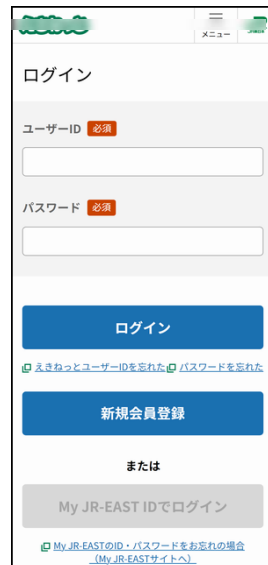 メニュー
ログイン
ユーザーID 必須
パスワード 必須
ログイン
えきねっとユーザーIDを忘れた パスワードを忘れた
新規会員登録
または
My JR-EAST IDでログイン
My JR-EASTのID・パスワードをお忘れの場合
（My JR-EASTサイトへ）